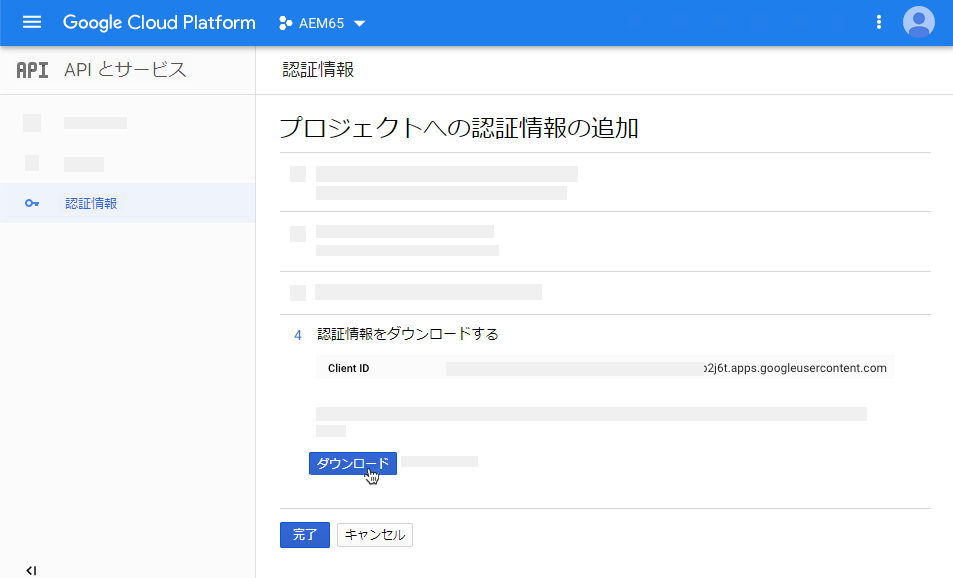 Google Cloud Platform AEM65
API API とサービス
認証情報
認証情報
プロジェクトへの認証情報の追加
4 認証情報をダウンロードする
Client ID 2j6t.apps.googleusercontent.com
ダウンロード
完了 キャンセル